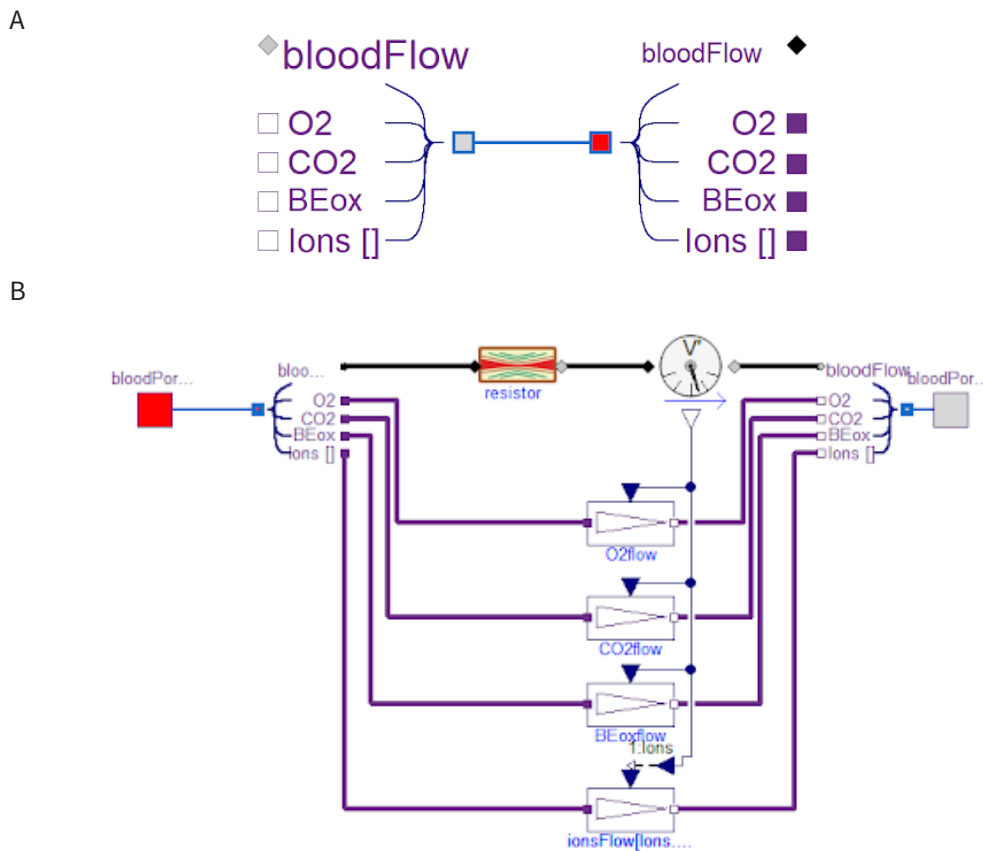 A
bloodFlow
bloodFlow
O2
O2
CO2
CO2
BEox
BEox
Ions []
Ions []
B
V'
bloodPor...
bloo...
bloodFlow
bloodPor...
resistor
O2
O2
CO2
CO2
BEox
BEox
Ions []
Ions []
O2flow
CO2flow
BEoxflow
1:Ions
ionsFlow[Ions....